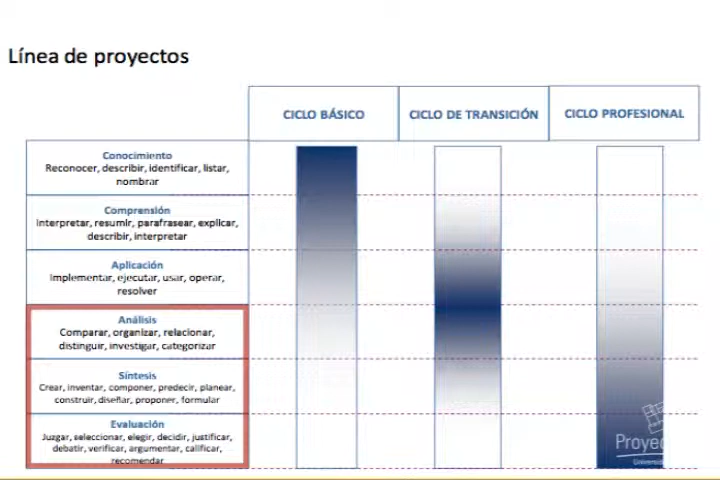 Línea de proyectos
CICLO BÁSICO
CICLO DE TRANSICIÓN
CICLO PROFESIONAL
Conocimiento
Reconocer, describir, identificar, listar,
nombrar
Comprensión
Interpretar, resumir, parafrasear, explicar,
describir, interpretar
Aplicación
Implementar, ejecutar, usar, operar,
resolver
Análisis
Comparar, organizar, relacionar,
distinguir, investigar, categorizar
Síntesis
Crear, inventar, componer, predecir, planear,
construir, diseñar, proponer, formular
Evaluación
Juzgar, seleccionar, elegir, decidir, justificar,
debatir, verificar, argumentar, calificar,
recomendar
Proyec